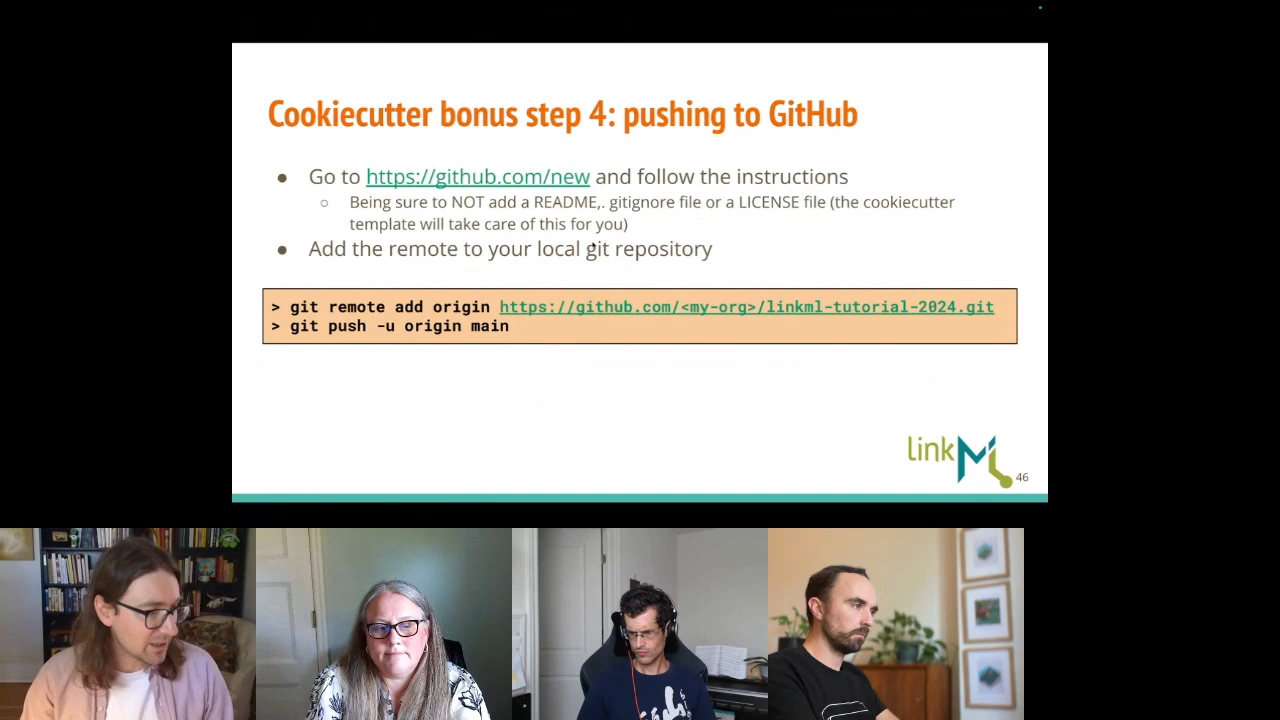 Cookiecutter bonus step 4: pushing to GitHub
● Go to https://github.com/new and follow the instructions
○ Being sure to NOT add a README,. gitignore file or a LICENSE file (the cookiecutter
template will take care of this for you)
● Add the remote to your local git repository
> git remote add origin https://github.com/<my-org>/linkml-tutorial-2024.git
> git push -u origin main
linkML
46